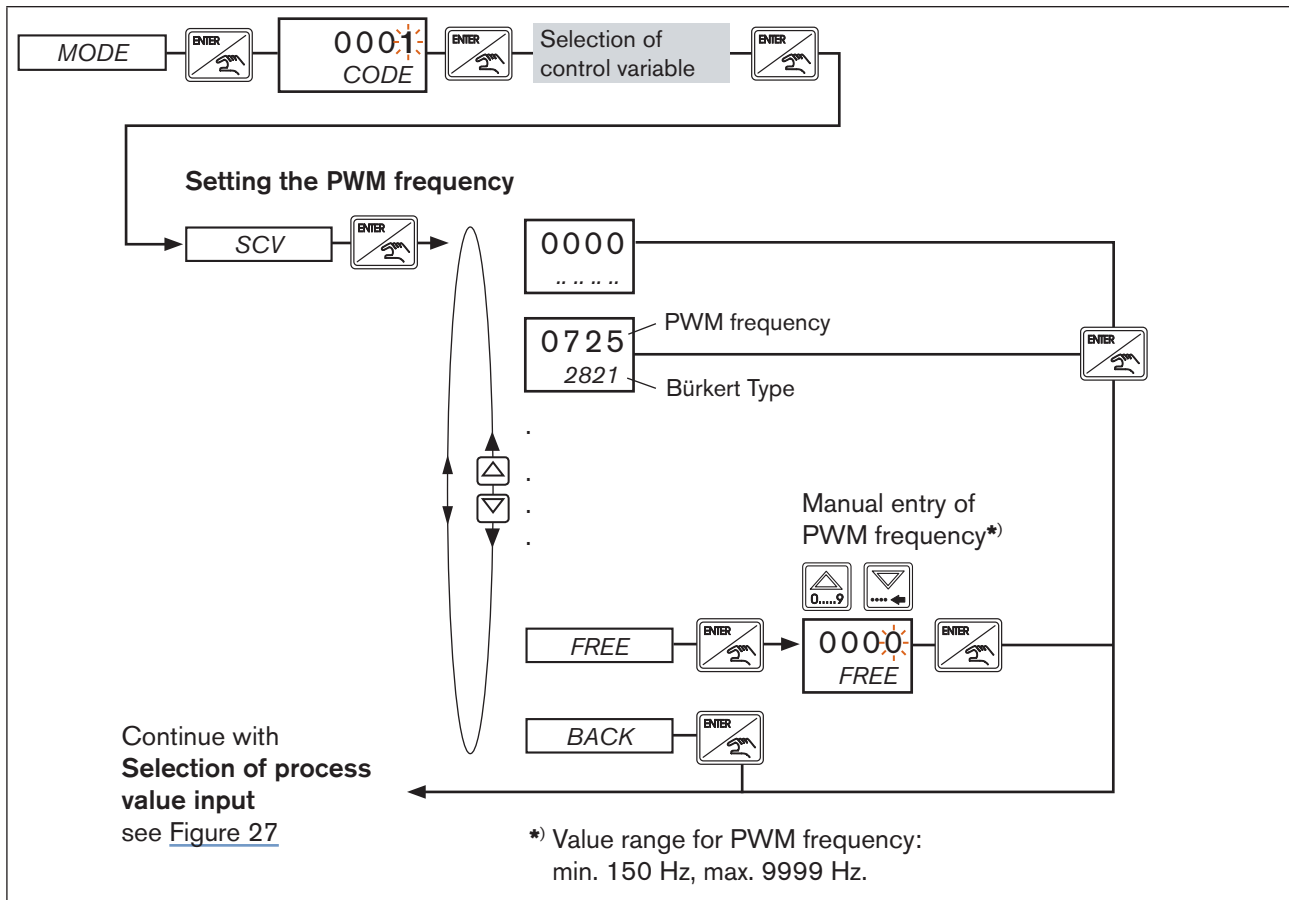 MODE
ENTER
0001
CODE
ENTER
Selection of
control variable
ENTER
Setting the PWM frequency
SCV
ENTER
0000
.. .. .. ..
0725
2821
PWM frequency
Bürkert Type
ENTER
.
.
.
.
Manual entry of
PWM frequency*)
0.....9
....
FREE
ENTER
0000
FREE
ENTER
BACK
ENTER
Continue with
Selection of process
value input
see Figure 27
*) Value range for PWM frequency:
min. 150 Hz, max. 9999 Hz.